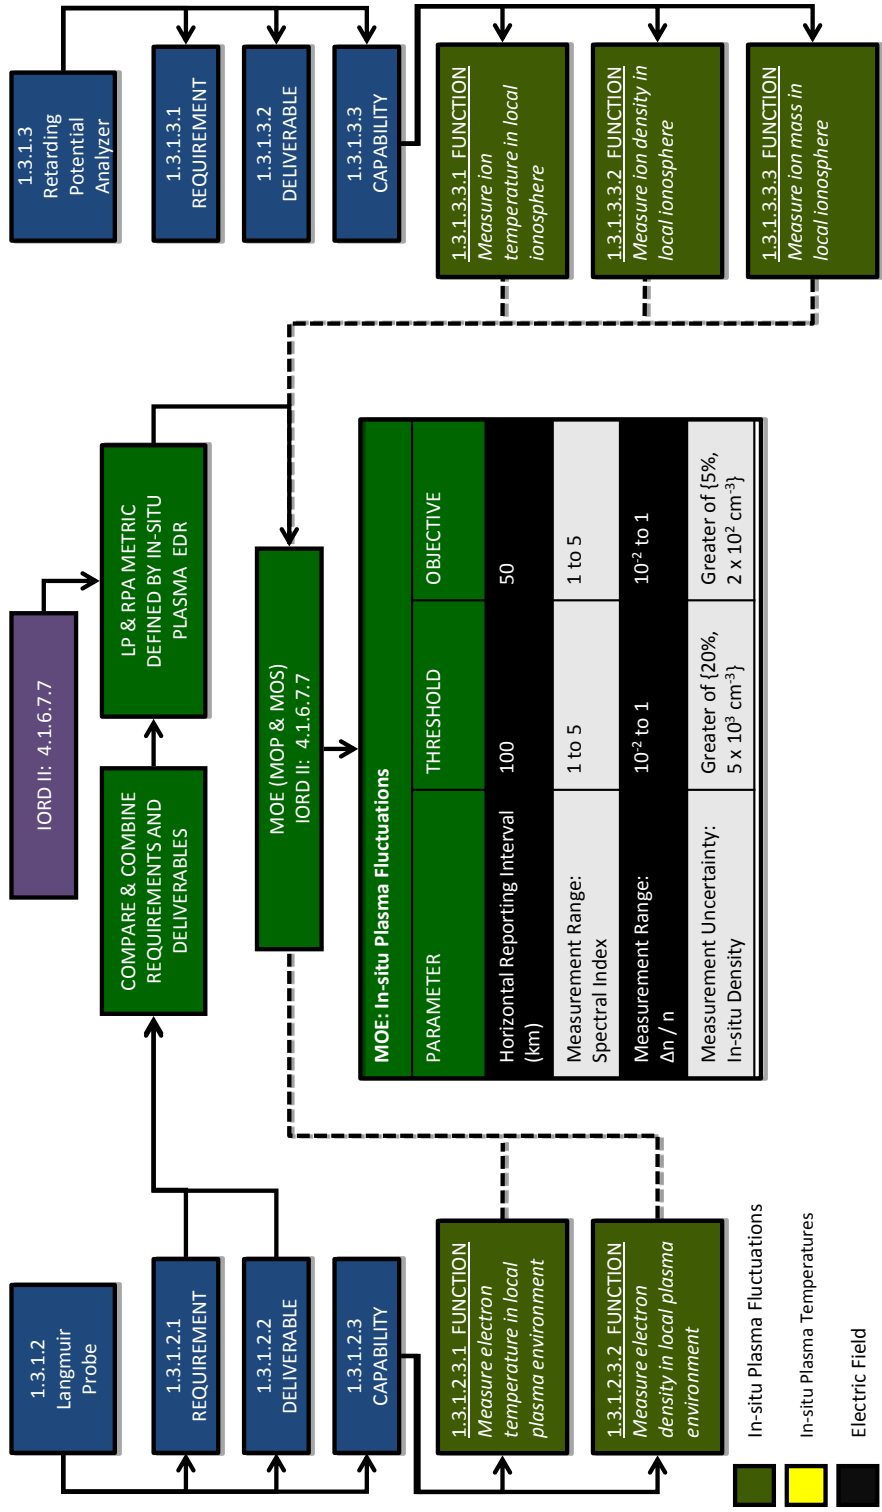 1.3.1.2
Langmuir
Probe
1.3.1.2.1
REQUIREMENT
1.3.1.2.2
DELIVERABLE
1.3.1.2.3
CAPABILITY
1.3.1.2.3.1 FUNCTION
Measure electron
temperature in local
plasma environment
1.3.1.2.3.2 FUNCTION
Measure electron
density in local plasma
environment
IORD II: 4.1.6.7.7
COMPARE & COMBINE
REQUIREMENTS AND
DELIVERABLES
LP & RPA METRIC
DEFINED BY IN-SITU
PLASMA EDR
MOE (MOP & MOS)
IORD II: 4.1.6.7.7
MOE: In-situ Plasma Fluctuations
PARAMETER THRESHOLD OBJECTIVE
Horizontal Reporting Interval
(km) 100 50
Measurement Range:
Spectral Index 1 to 5 1 to 5
Measurement Range:
Δn / n 10⁻² to 1 10⁻² to 1
Measurement Uncertainty: Greater of {20%, Greater of {5%,
In-situ Density 5 x 10³ cm⁻³} 2 x 10² cm⁻³}
1.3.1.3
Retarding
Potential
Analyzer
1.3.1.3.1
REQUIREMENT
1.3.1.3.2
DELIVERABLE
1.3.1.3.3
CAPABILITY
1.3.1.3.3.1 FUNCTION
Measure ion
temperature in local
ionosphere
1.3.1.3.3.2 FUNCTION
Measure ion density in
local ionosphere
1.3.1.3.3.3 FUNCTION
Measure ion mass in
local ionosphere
In-situ Plasma Fluctuations
In-situ Plasma Temperatures
Electric Field